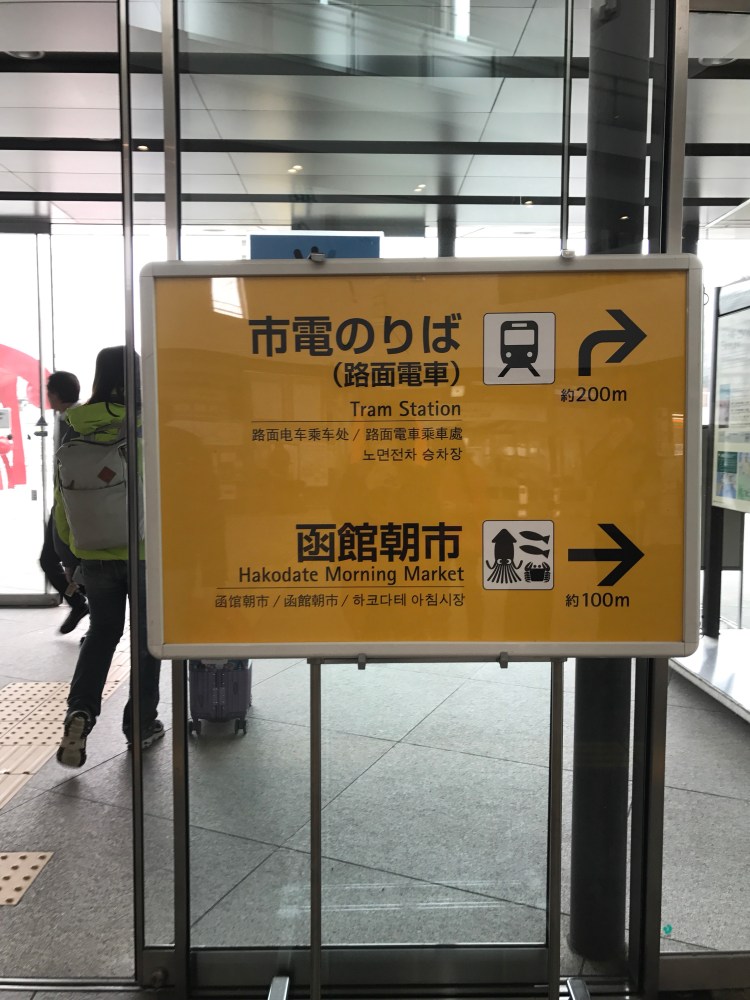 市電のりば
(路面電車)
Tram Station
路面电车乘车处 / 路面電車乘車處
노면전차 승차장
約200m
函館朝市
Hakodate Morning Market
函馆朝市 / 函館朝市 / 하코다테 아침시장
約100m